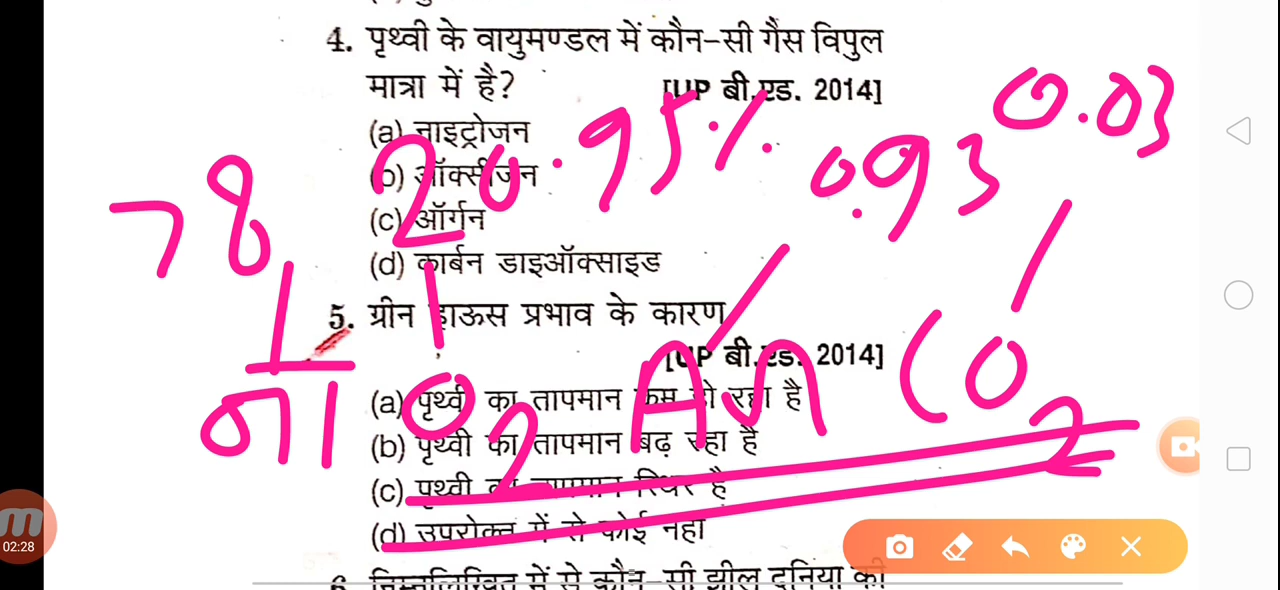 4. पृथ्वी के वायुमण्डल में कौन-सी गैस विपुल
मात्रा में है? [UP बी.एड. 2014]
(a) नाइट्रोजन
(b) ऑक्सीजन
(c) ऑर्गन
(d) कार्बन डाइऑक्साइड
78 20.95% 0.93 0.03
5. ग्रीन हाऊस प्रभाव के कारण
[UP बी.एड. 2014]
ना O2 CO2
(a) पृथ्वी का तापमान कम हो रहा है
(b) पृथ्वी का तापमान बढ़ रहा है
(c) पृथ्वी का तापमान स्थिर है
(d) उपरोक्त में से कोई नहीं
6. निम्नलिखित में से कौन-सी झील दुनिया की
02:28